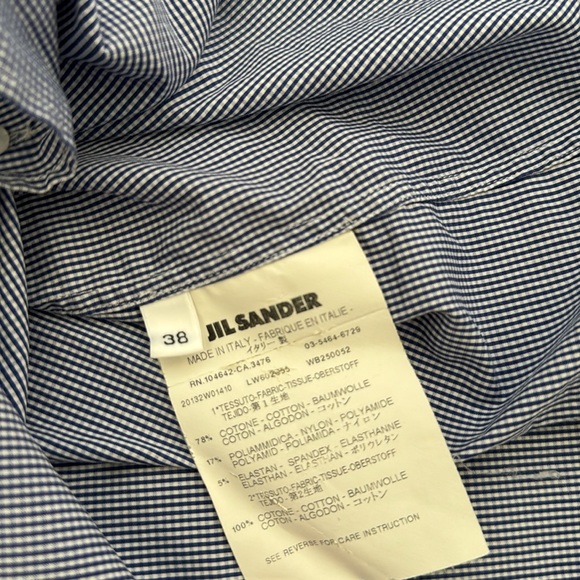 38
JIL SANDER
MADE IN ITALY - FABRIQUE EN ITALIE -
イタリー製
RN.104642-CA.3476 03-5464-6729
20132W01410 WB250052
1°TESSUTO-FABRIC-TISSUE-OBERSTOFF
TEJIDO-第1生地
78% COTONE - COTTON - BAUMWOLLE
COTON - ALGODON - コットン
17% POLIAMMIDICA - NYLON - POLYAMIDE
POLYAMID - POLIAMIDA - ナイロン
5% ELASTAN - SPANDEX - ELASTHANNE
ELASTHAN - ELASTAN - ポリウレタン
2°TESSUTO-FABRIC-TISSUE-OBERSTOFF
TEJIDO-第2生地
100% COTONE - COTTON - BAUMWOLLE
COTON - ALGODON - コットン
SEE REVERSE FOR CARE INSTRUCTION